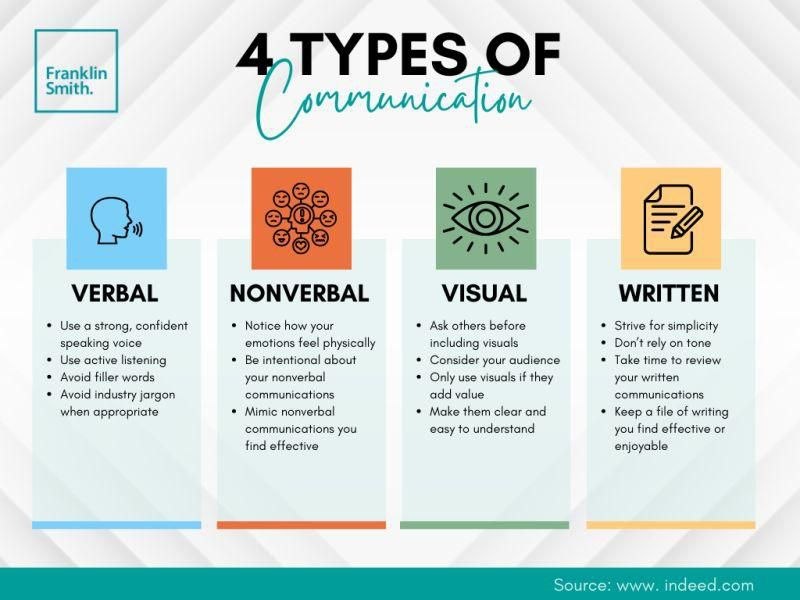 Franklin
Smith.
4 TYPES OF
Communication
VERBAL
• Use a strong, confident
speaking voice
• Use active listening
• Avoid filler words
• Avoid industry jargon
when appropriate
NONVERBAL
• Notice how your
emotions feel physically
• Be intentional about
your nonverbal
communications
• Mimic nonverbal
communications you
find effective
VISUAL
• Ask others before
including visuals
• Consider your audience
• Only use visuals if they
add value
• Make them clear and
easy to understand
WRITTEN
• Strive for simplicity
• Don’t rely on tone
• Take time to review
your written
communications
• Keep a file of writing
you find effective or
enjoyable
Source: www. indeed.com